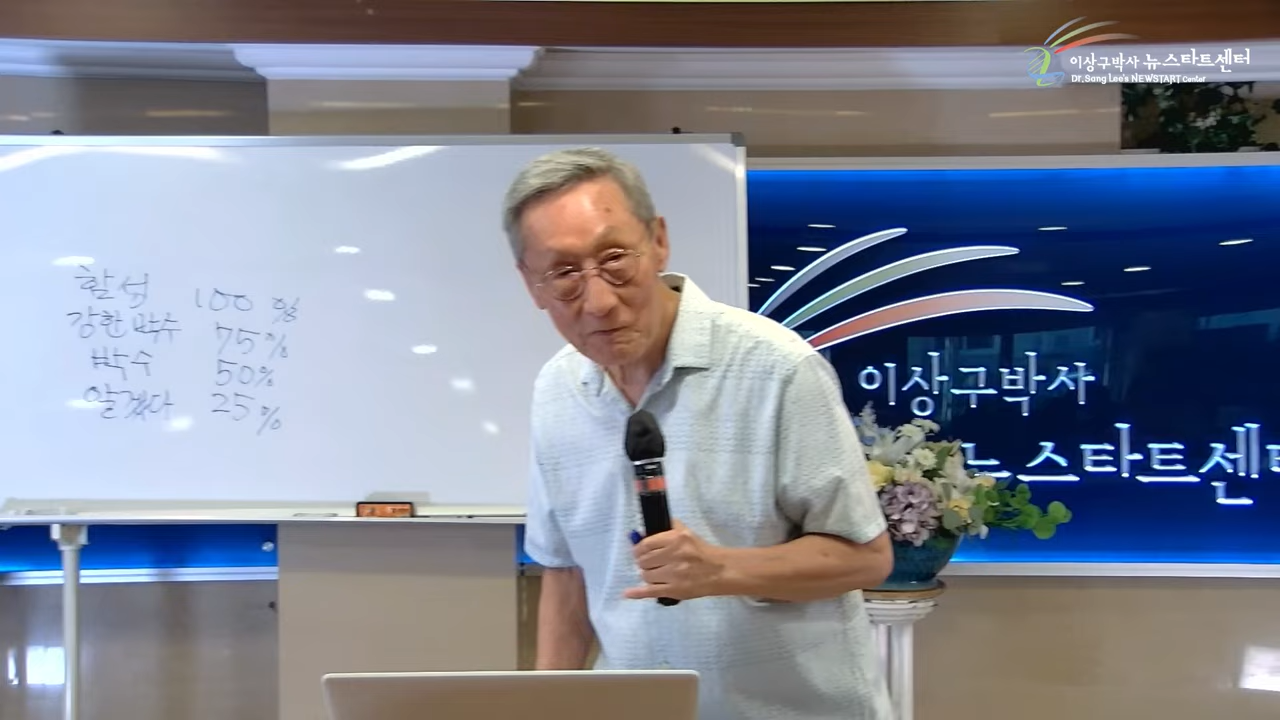 이상구박사 뉴스타트센터
Dr. Sang Lee's NEWSTART Center
함성 100 %
강한 박수 75%
박수 50%
알겠다 25%
이상구박사
뉴스타트센터